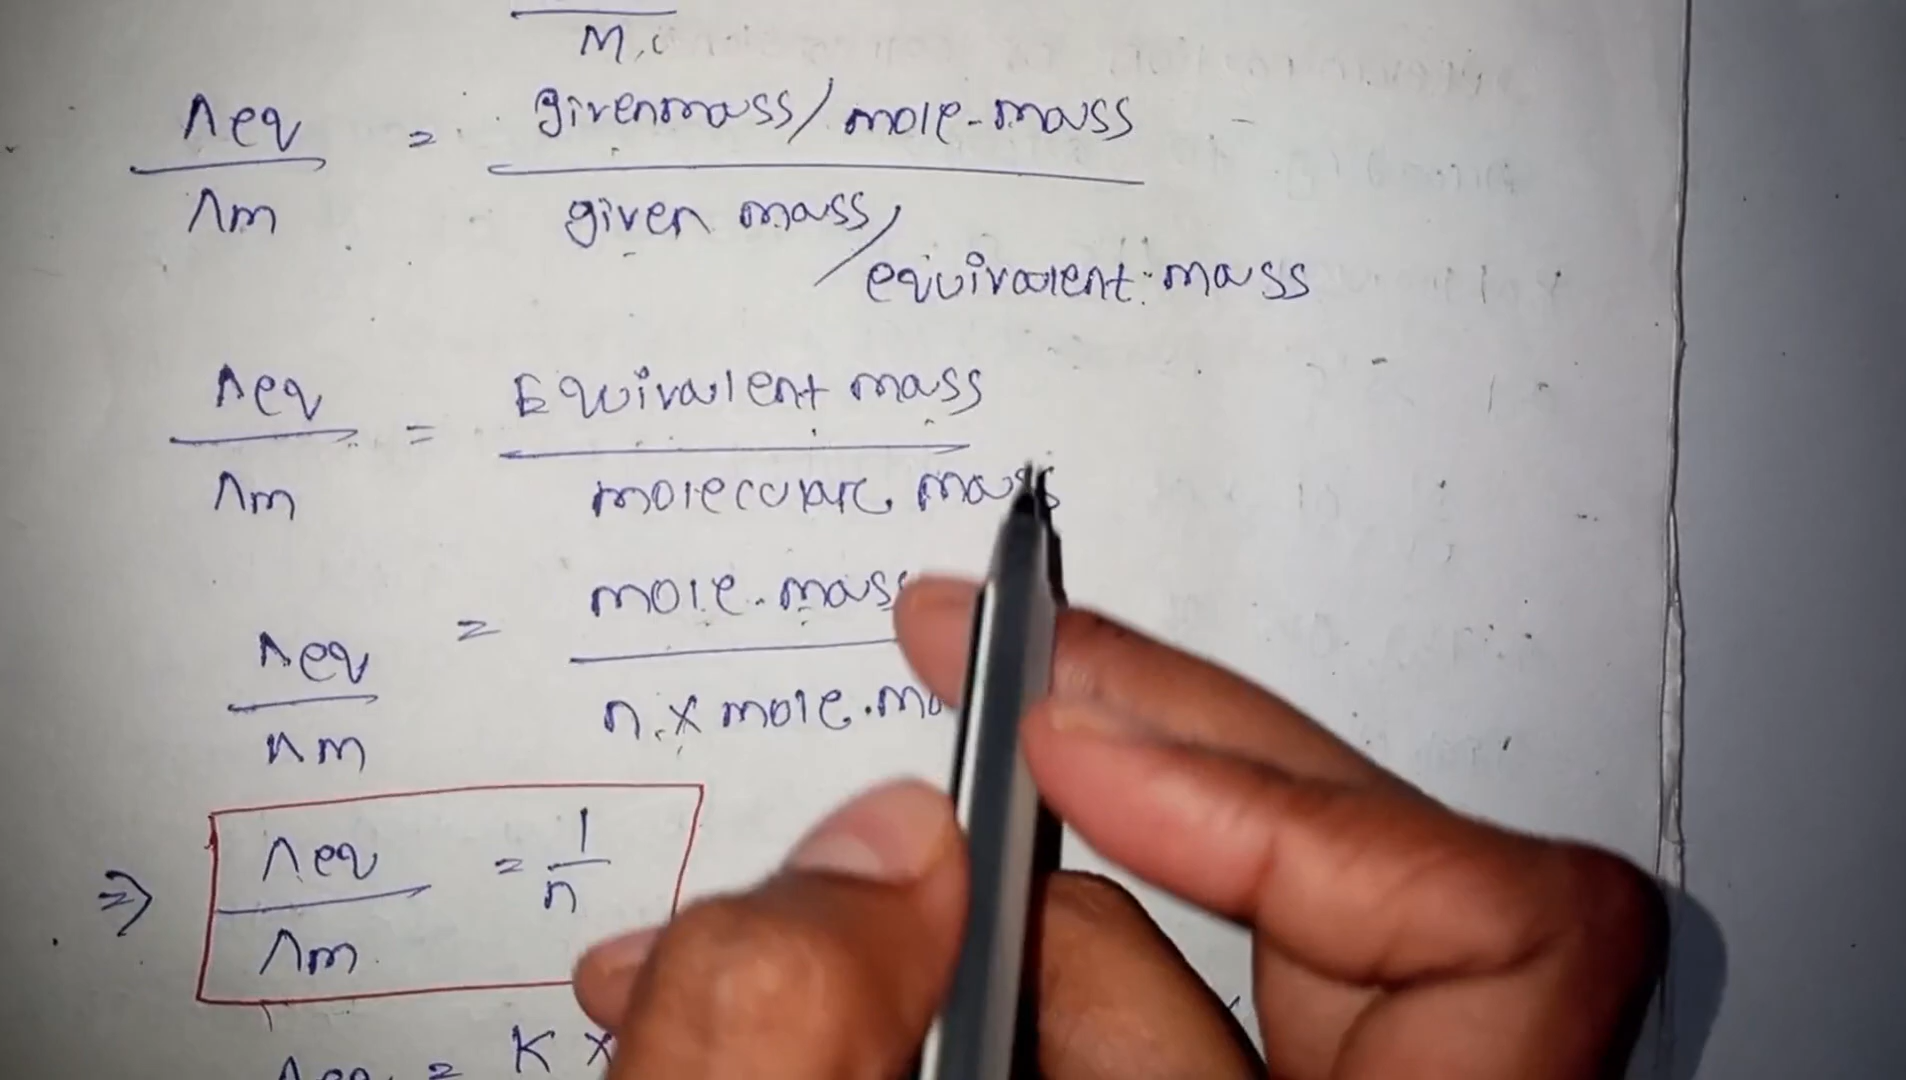 M.C
Λeq = givenmass/mole-mass
Λm given mass/equivalent.mass
Λeq = Equivalent mass
Λm molecular mass
Λeq = mole.mass
Λm n.x mole.
⇒ Λeq = 1
Λm n
Λeq = K x